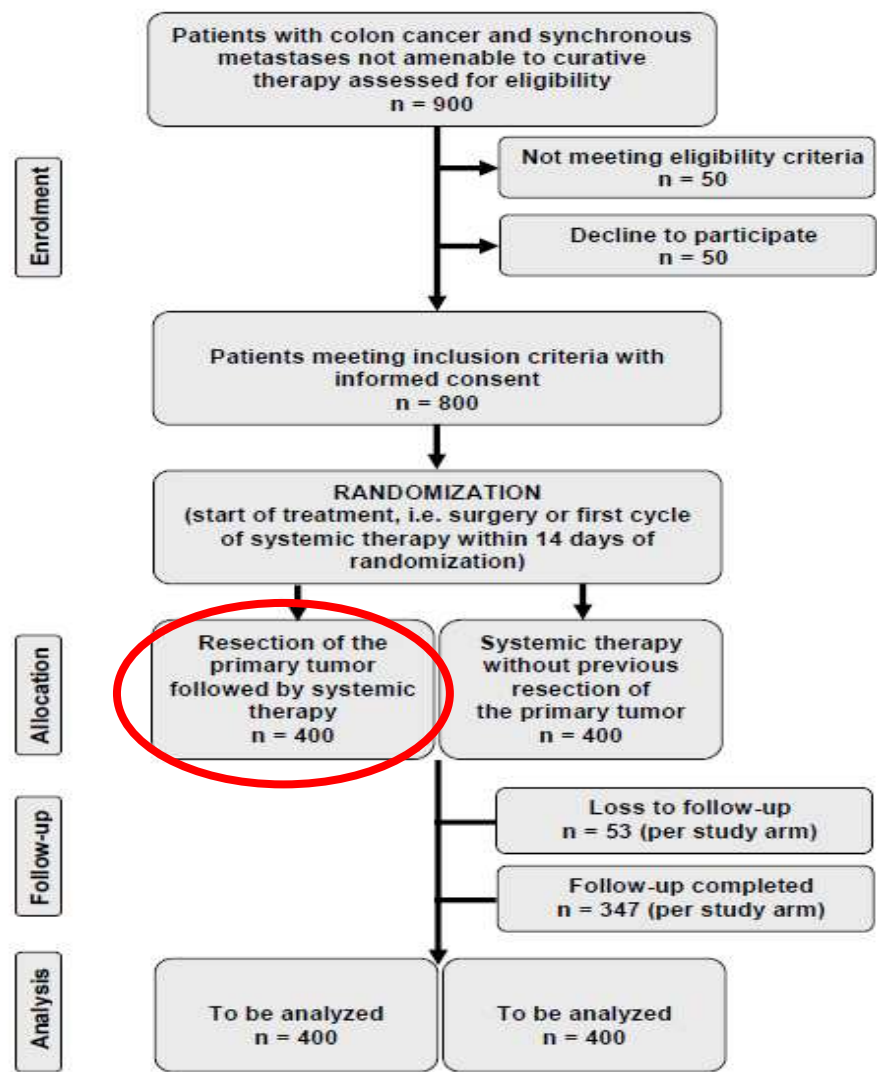 Patients with colon cancer and synchronous
metastases not amenable to curative
therapy assessed for eligibility
n = 900
Enrolment
Not meeting eligibility criteria
n = 50
Decline to participate
n = 50
Patients meeting inclusion criteria with
informed consent
n = 800
RANDOMIZATION
(start of treatment, i.e. surgery or first cycle
of systemic therapy within 14 days of
randomization)
Allocation
Resection of the
primary tumor
followed by systemic
therapy
n = 400
Systemic therapy
without previous
resection of
the primary tumor
n = 400
Follow-up
Loss to follow-up
n = 53 (per study arm)
Follow-up completed
n = 347 (per study arm)
Analysis
To be analyzed
n = 400
To be analyzed
n = 400